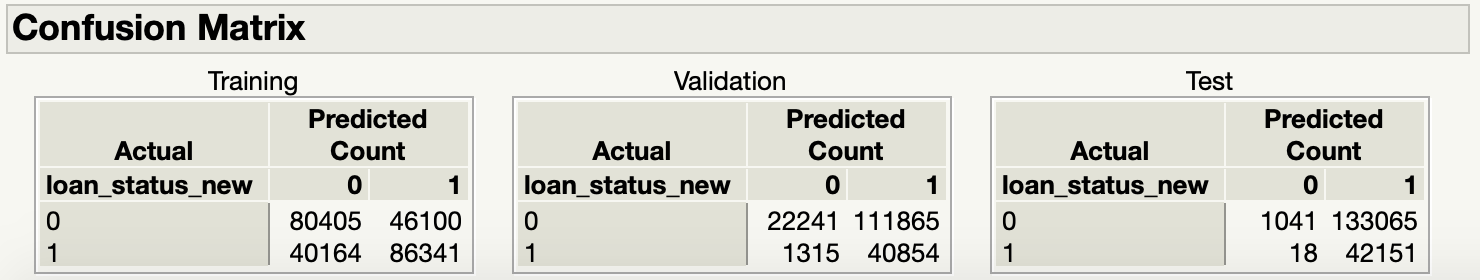 Confusion Matrix
Training Validation Test
Predicted Predicted Predicted
Actual Count Actual Count Actual Count
loan_status_new 0 1 loan_status_new 0 1 loan_status_new 0 1
0 80405 46100 0 22241 111865 0 1041 133065
1 40164 86341 1 1315 40854 1 18 42151